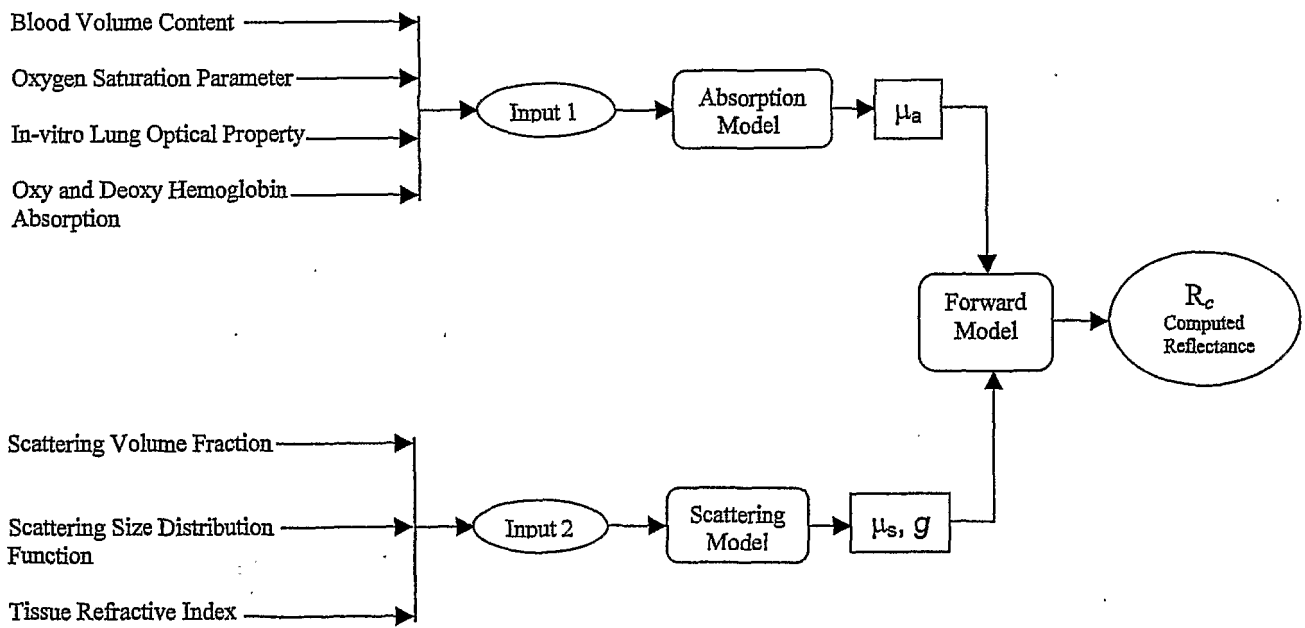 Blood Volume Content
Oxygen Saturation Parameter
In-vitro Lung Optical Property
Oxy and Deoxy Hemoglobin
Absorption
Input 1
Absorption
Model
μa
Forward
Model
Rc
Computed
Reflectance
Scattering Volume Fraction
Scattering Size Distribution
Function
Tissue Refractive Index
Input 2
Scattering
Model
μs, g